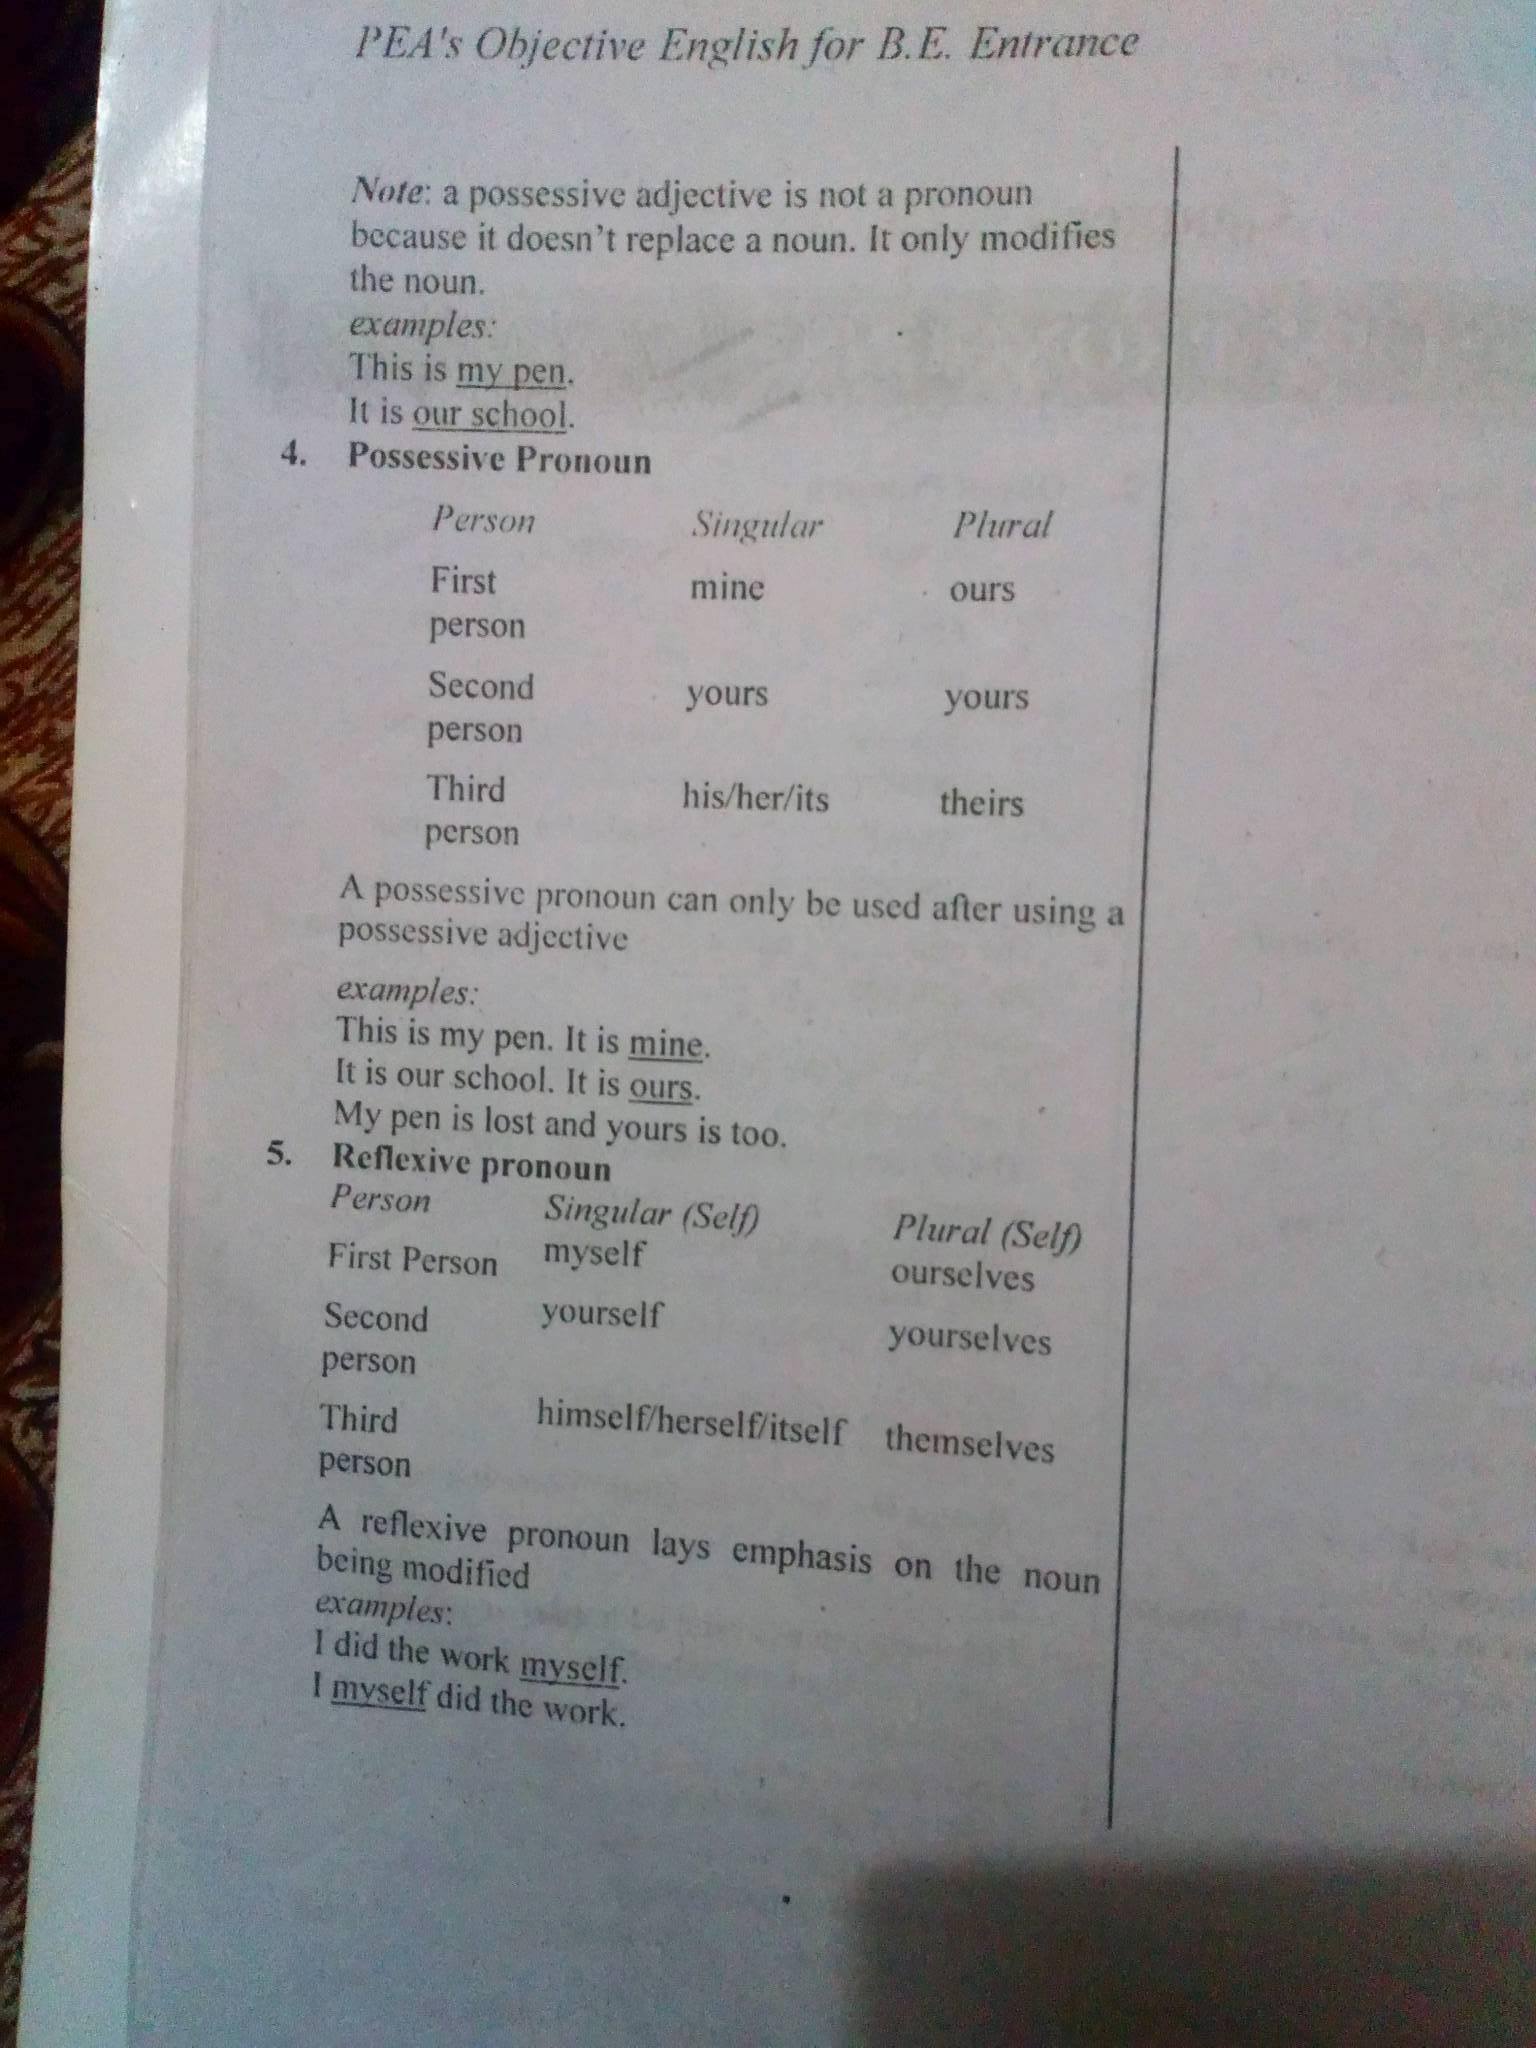 PEA's Objective English for B.E. Entrance
Note: a possessive adjective is not a pronoun
because it doesn't replace a noun. It only modifies
the noun.
examples:
This is my pen.
It is our school.
4. Possessive Pronoun
Person Singular Plural
First person mine ours
Second person yours yours
Third person his/her/its theirs
A possessive pronoun can only be used after using a
possessive adjective
examples:
This is my pen. It is mine.
It is our school. It is ours.
My pen is lost and yours is too.
5. Reflexive pronoun
Person Singular (Self) Plural (Self)
First Person myself ourselves
Second person yourself yourselves
Third person himself/herself/itself themselves
A reflexive pronoun lays emphasis on the noun
being modified
examples:
I did the work myself.
I myself did the work.